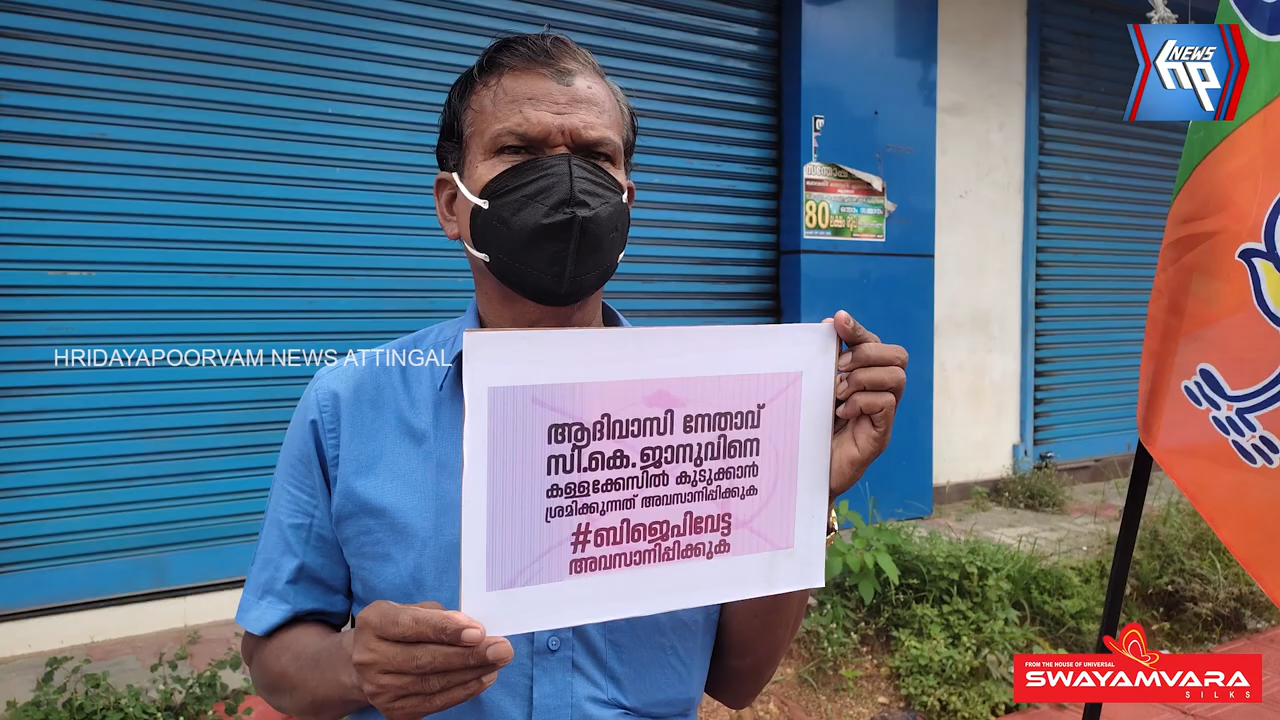 NEWS
hp
80
HRIDAYAPOORVAM NEWS ATTINGAL
ആദിവാസി നേതാവ്
സി.കെ.ജാനുവിനെ
കള്ളക്കേസിൽ കുടുക്കാൻ
ശ്രമിക്കുന്നത് അവസാനിപ്പിക്കുക
#ബിജെപിവേട്ട
അവസാനിപ്പിക്കുക
FROM THE HOUSE OF UNIVERSAL
SWAYAMVARA
SILKS